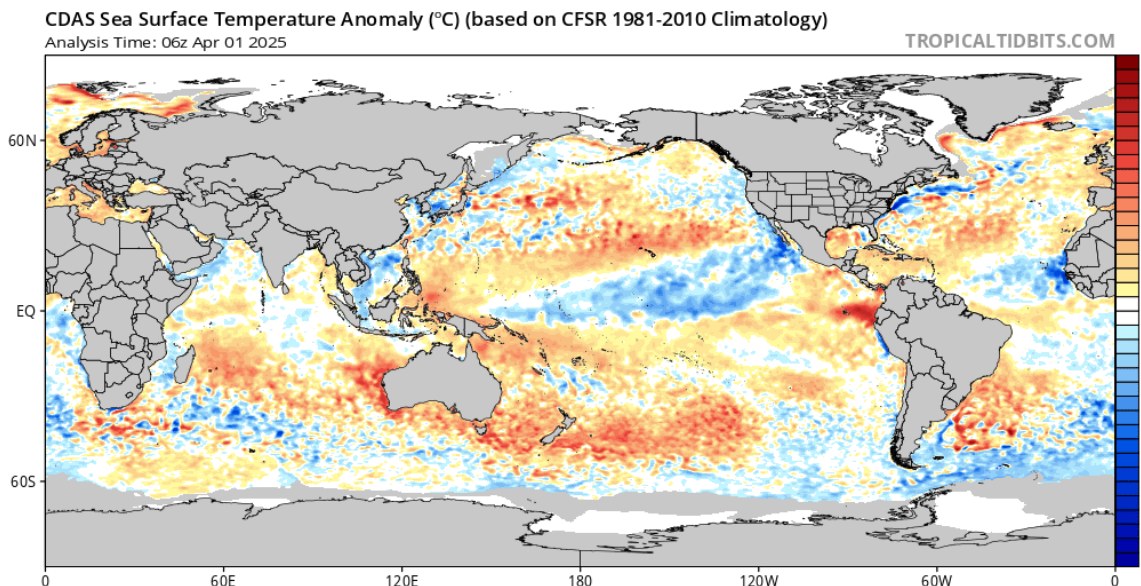 CDAS Sea Surface Temperature Anomaly (°C) (based on CFSR 1981-2010 Climatology)
Analysis Time: 06z Apr 01 2025
TROPICALTIDBITS.COM
60N
EQ
60S
0
60E
120E
180
120W
60W
0